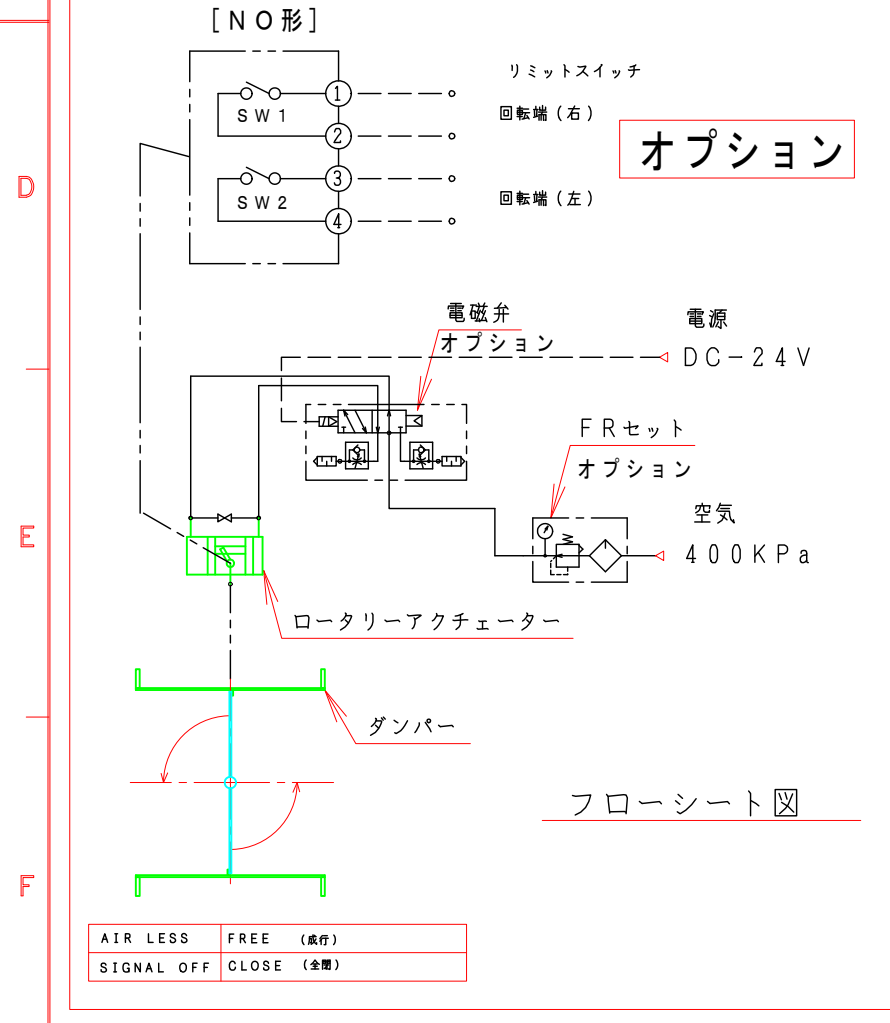 [NO形]
リミットスイッチ
1
SW1
回転端(右)
2
オプション
D
3
SW2
回転端(左)
4
電磁弁
オプション
電源
DC-24V
FRセット
オプション
空気
400KPa
E
ロータリーアクチェーター
ダンパー
フローシート図
F
AIR LESS FREE (成行)
SIGNAL OFF CLOSE (全閉)